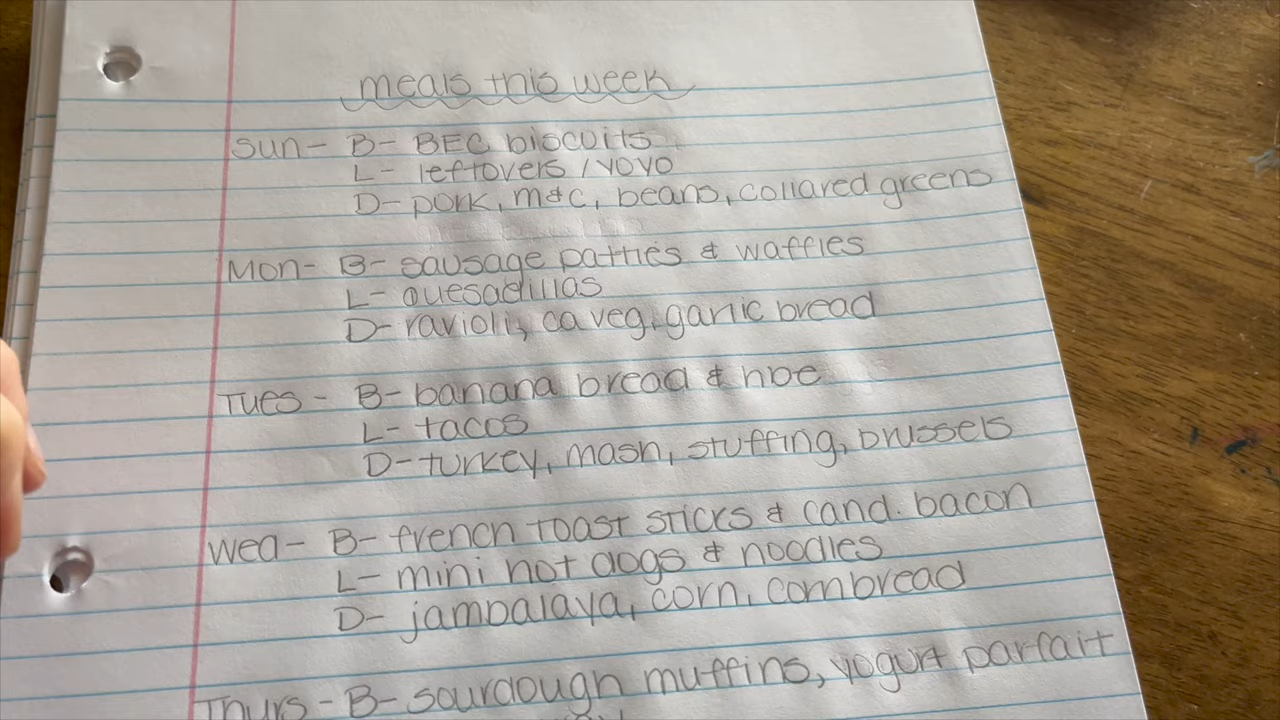 meals this week
Sun- B- BEC biscuits
L- leftovers / YOYO
D- pork, m&c, beans, collared greens
Mon- B- sausage patties & waffles
L- quesadillas
D- ravioli, ca veg, garlic bread
Tues- B- banana bread & hbe
L- tacos
D- turkey, mash, stuffing, brussels
Wed- B- french toast sticks & cand. bacon
L- mini hot dogs & noodles
D- jambalaya, corn, cornbread
Thurs- B- sourdough muffins, yogurt parfait